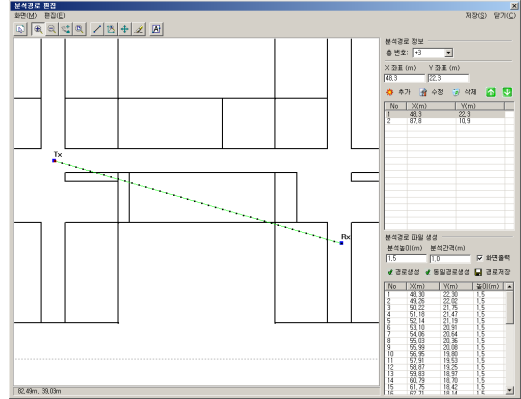 분석경로 편집
화면(M) 편집(E) 저장(S) 닫기(C)
A
Tx
Rx
82,49m, 39,03m
분석경로 정보
층 번호: +3
X 좌표 (m) Y 좌표 (m)
48,3 22,3
추가 수정 삭제
No X(m) Y(m)
1 48,3 22,3
2 87,8 10,9
분석경로 파일 생성
분석높이(m) 분석간격(m)
1,5 1,0 화면출력
경로생성 동일경로생성 경로저장
No X(m) Y(m) 높이(m)
1 48,30 22,30 1,5
2 49,26 22,02 1,5
3 50,22 21,75 1,5
4 51,18 21,47 1,5
5 52,14 21,19 1,5
6 53,10 20,91 1,5
7 54,06 20,64 1,5
8 55,03 20,36 1,5
9 55,99 20,08 1,5
10 56,95 19,80 1,5
11 57,91 19,53 1,5
12 58,87 19,25 1,5
13 59,83 18,97 1,5
14 60,79 18,70 1,5
15 61,75 18,42 1,5
16 62,71 18,14 1,5